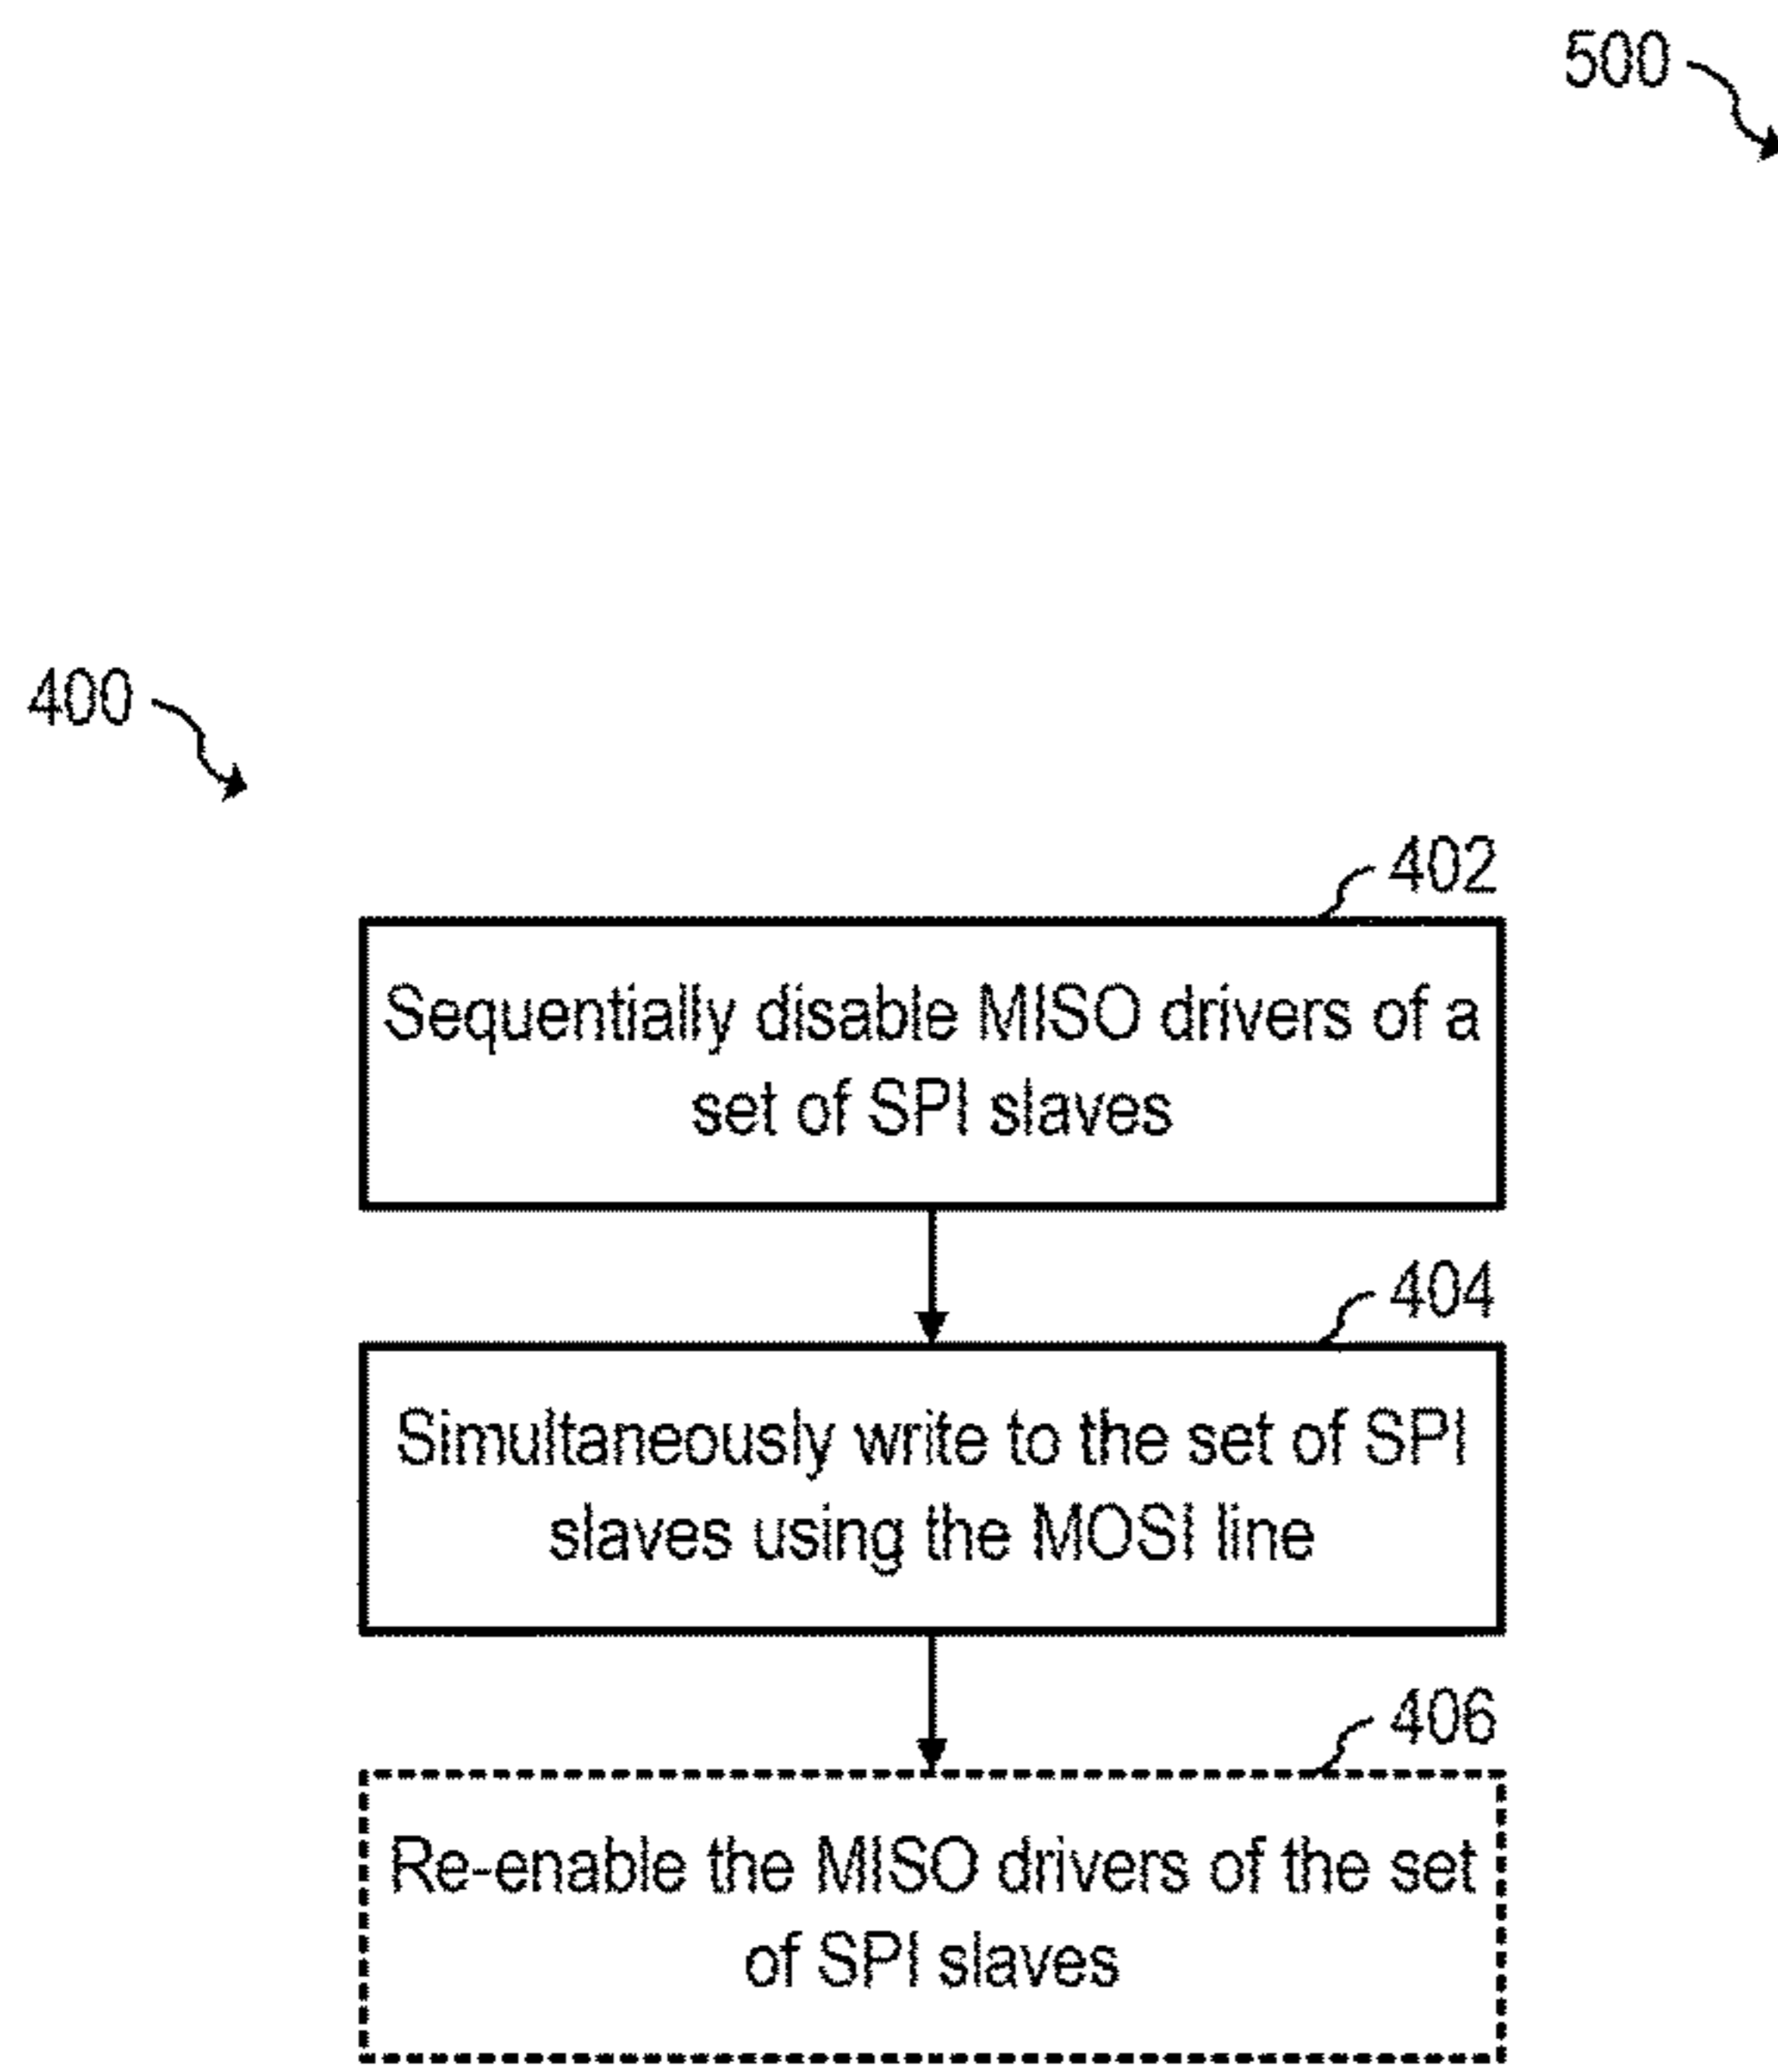 500
400
402
Sequentially disable MISO drivers of a
set of SPI slaves
404
Simultaneously write to the set of SPI
slaves using the MOSI line
406
Re-enable the MISO drivers of the set
of SPI slaves